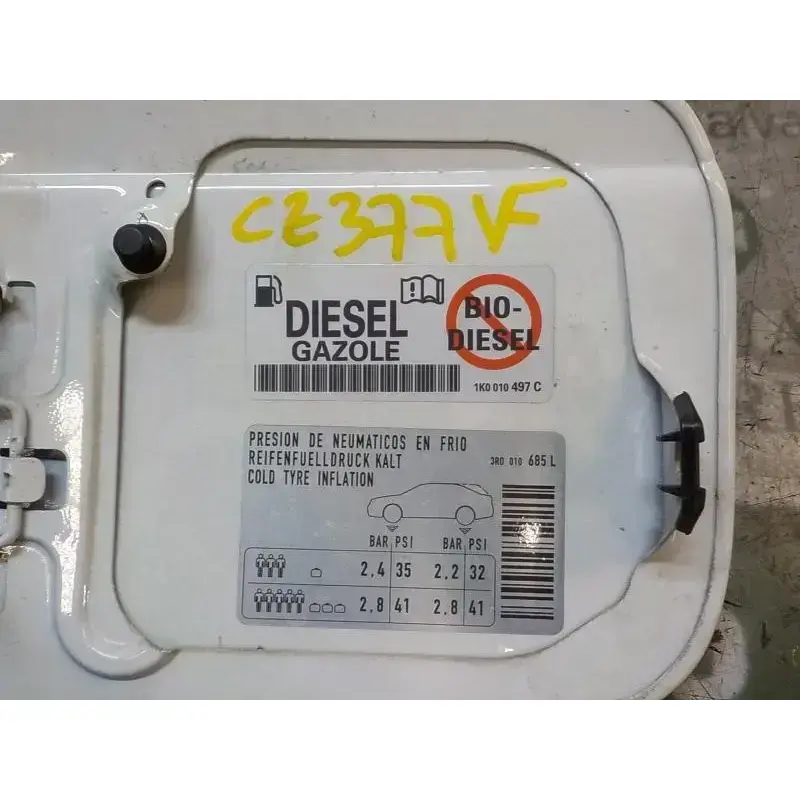 CZ377VF
DIESEL
GAZOLE
BIO-
DIESEL
1K0 010 497 C
PRESION DE NEUMATICOS EN FRIO
REIFENFUELLDRUCK KALT
COLD TYRE INFLATION
3R0 010 685 L
BAR PSI BAR PSI
2,4 35 2,2 32
2,8 41 2,8 41